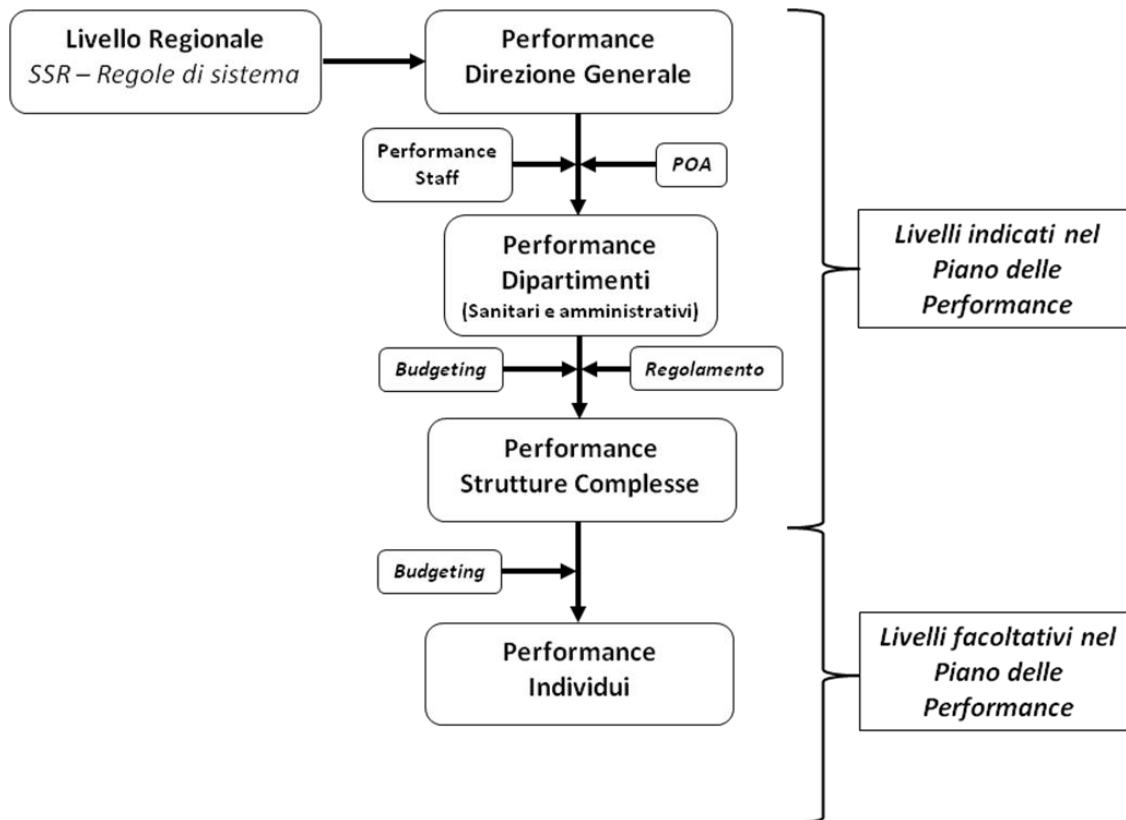 Livello Regionale
SSR – Regole di sistema
Performance
Direzione Generale
Performance
Staff
POA
Performance
Dipartimenti
(Sanitari e amministrativi)
Livelli indicati nel
Piano delle
Performance
Budgeting
Regolamento
Performance
Strutture Complesse
Budgeting
Performance
Individui
Livelli facoltativi nel
Piano delle
Performance